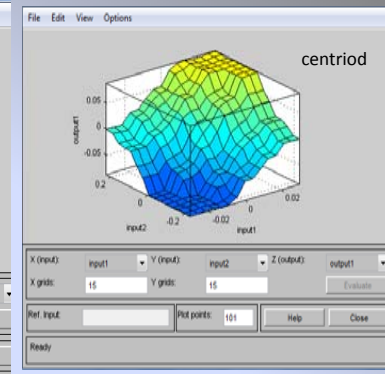 File Edit View Options
centriod
0.05
0
-0.05
output1
0.2
0
-0.2
input2
-0.02
0
0.02
input1
X (input): input1 Y (input): input2 Z (output): output1
X grids: 15 Y grids: 15 Evaluate
Ref. Input: Plot points: 101 Help Close
Ready